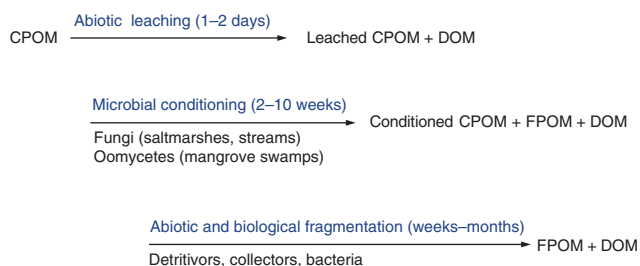 Abiotic leaching (1–2 days)
CPOM
Leached CPOM + DOM
Microbial conditioning (2–10 weeks)
Conditioned CPOM + FPOM + DOM
Fungi (saltmarshes, streams)
Oomycetes (mangrove swamps)
Abiotic and biological fragmentation (weeks–months)
FPOM + DOM
Detritivors, collectors, bacteria